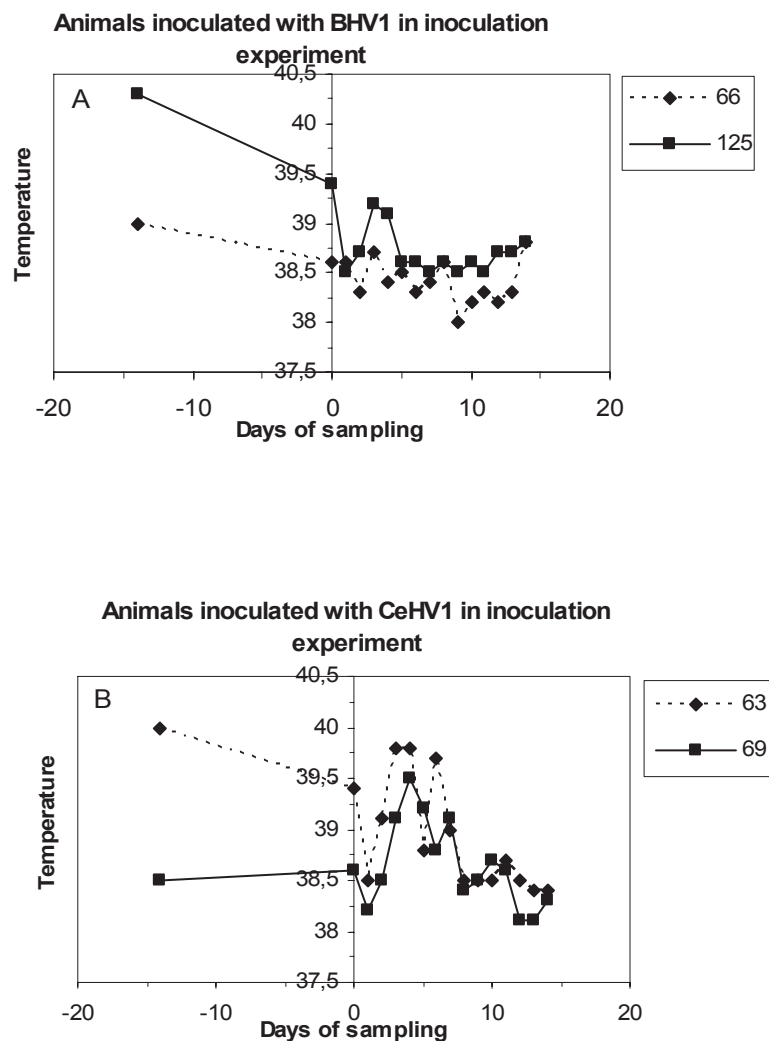 Animals inoculated with BHV1 in inoculation
experiment
A
40,5
40
39,5
39
38,5
38
37,5
-20
-10
0
10
20
Temperature
Days of sampling
66
125
Animals inoculated with CeHV1 in inoculation
experiment
B
40,5
40
39,5
39
38,5
38
37,5
-20
-10
0
10
20
Temperature
Days of sampling
63
69